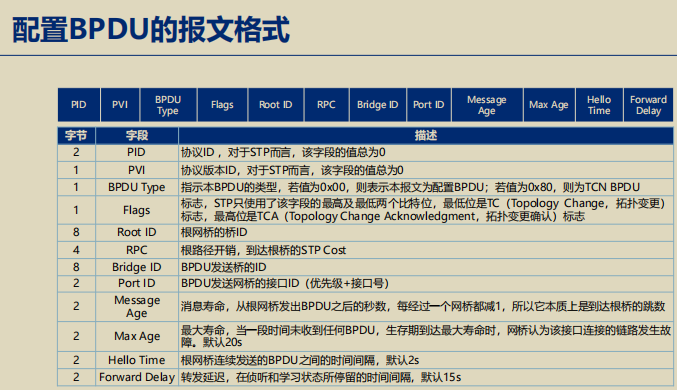 配置BPDU的报文格式
PID PVI BPDU Type Flags Root ID RPC Bridge ID Port ID Message Age Max Age Hello Time Forward Delay
字节 字段 描述
2 PID 协议ID ，对于STP而言，该字段的值总为0
1 PVI 协议版本ID，对于STP而言，该字段的值总为0
1 BPDU Type 指示本BPDU的类型，若值为0x00，则表示本报文为配置BPDU；若值为0x80，则为TCN BPDU
1 Flags 标志，STP只使用了该字段的最高及最低两个比特位，最低位是TC（Topology Change，拓扑变更）
标志，最高位是TCA（Topology Change Acknowledgment，拓扑变更确认）标志
8 Root ID 根网桥的桥ID
4 RPC 根路径开销，到达根桥的STP Cost
8 Bridge ID BPDU发送桥的ID
2 Port ID BPDU发送网桥的接口ID（优先级+接口号）
2 Message Age 消息寿命，从根网桥发出BPDU之后的秒数，每经过一个网桥都减1，所以它本质上是到达根桥的跳数
2 Max Age 最大寿命，当一段时间未收到任何BPDU，生存期到达最大寿命时，网桥认为该接口连接的链路发生故
障。默认20s
2 Hello Time 根网桥连续发送的BPDU之间的时间间隔，默认2s
2 Forward Delay 转发延迟，在侦听和学习状态所停留的时间间隔，默认15s